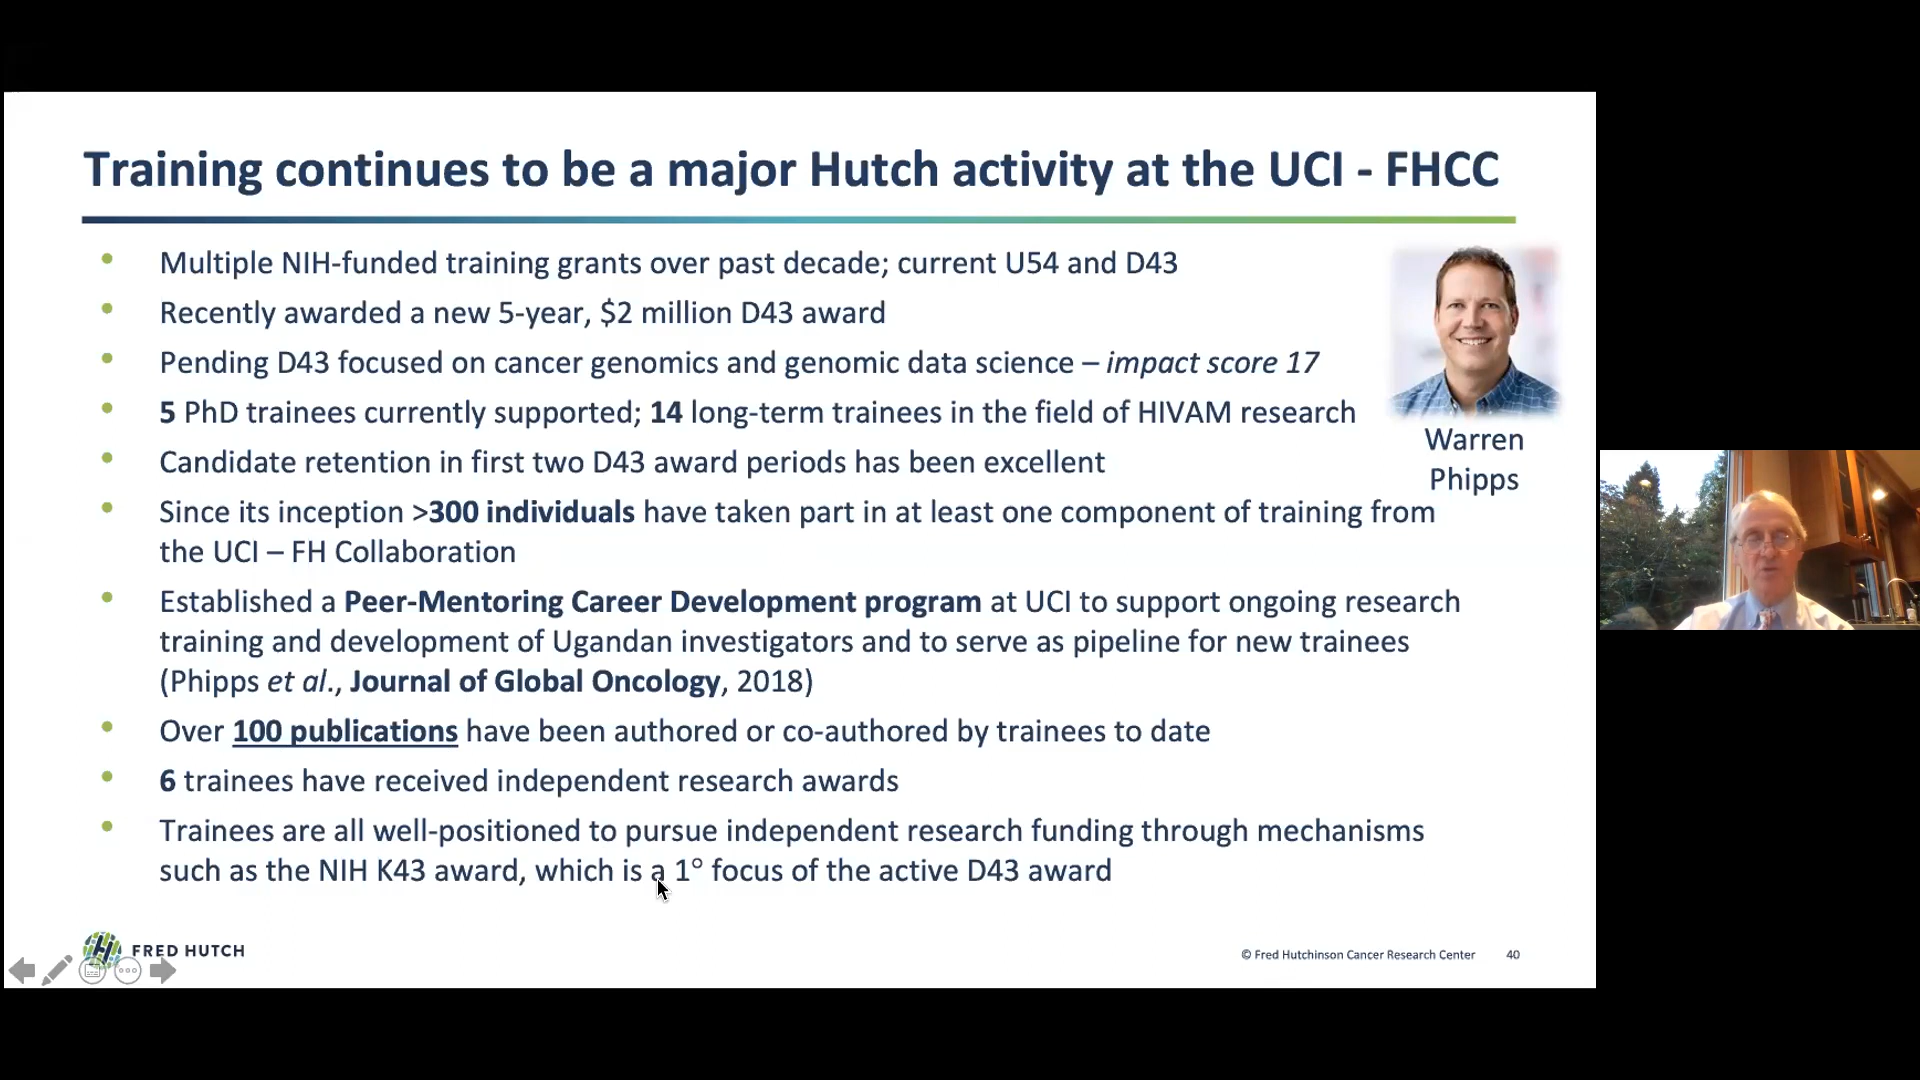 Training continues to be a major Hutch activity at the UCI - FHCC
• Multiple NIH-funded training grants over past decade; current U54 and D43
• Recently awarded a new 5-year, $2 million D43 award
• Pending D43 focused on cancer genomics and genomic data science – impact score 17
• 5 PhD trainees currently supported; 14 long-term trainees in the field of HIVAM research
• Candidate retention in first two D43 award periods has been excellent
• Since its inception >300 individuals have taken part in at least one component of training from
the UCI – FH Collaboration
• Established a Peer-Mentoring Career Development program at UCI to support ongoing research
training and development of Ugandan investigators and to serve as pipeline for new trainees
(Phipps et al., Journal of Global Oncology, 2018)
• Over 100 publications have been authored or co-authored by trainees to date
• 6 trainees have received independent research awards
• Trainees are all well-positioned to pursue independent research funding through mechanisms
such as the NIH K43 award, which is a 1° focus of the active D43 award
Warren
Phipps
FRED HUTCH
© Fred Hutchinson Cancer Research Center 40